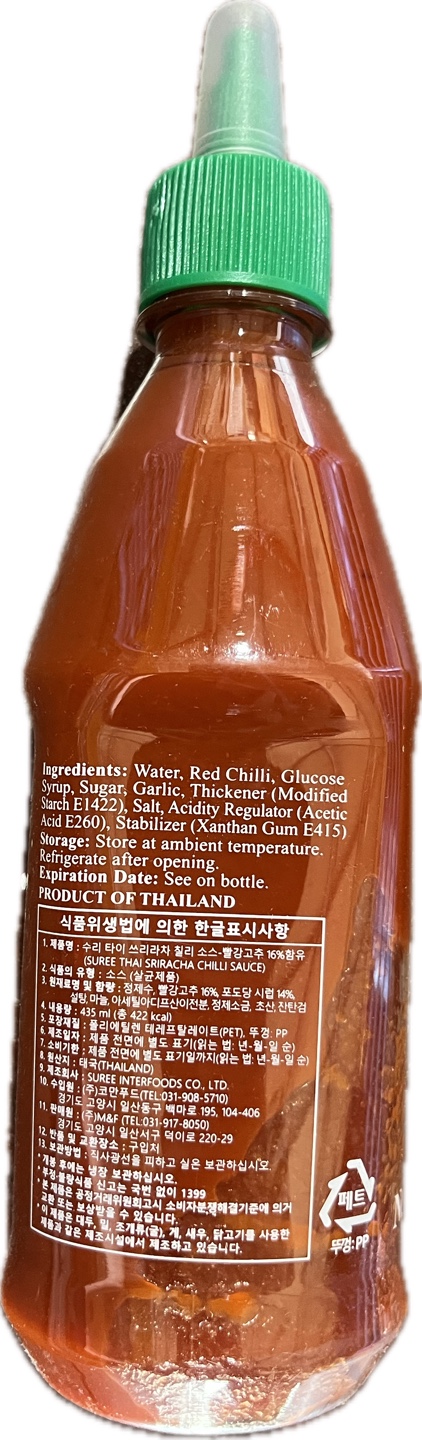 Ingredients: Water, Red Chilli, Glucose
Syrup, Sugar, Garlic, Thickener (Modified
Starch E1422), Salt, Acidity Regulator (Acetic
Acid E260), Stabilizer (Xanthan Gum E415)
Storage: Store at ambient temperature.
Refrigerate after opening.
Expiration Date: See on bottle.
PRODUCT OF THAILAND
식품위생법에 의한 한글표시사항
1. 제품명 : 수리 타이 쓰리라차 칠리 소스-빨강고추 16%함유
(SUREE THAI SRIRACHA CHILLI SAUCE)
2. 식품의 유형 : 소스 (살균제품)
3. 원재료명 및 함량 : 정제수, 빨강고추 16%, 포도당 시럽 14%,
설탕, 마늘, 아세틸아디프산이전분, 정제소금, 초산, 잔탄검
4. 내용량 : 435 ml (총 422 kcal)
5. 포장재질 : 폴리에틸렌 테레프탈레이트(PET), 뚜껑: PP
6. 제조일자 : 제품 전면에 별도 표기(읽는 법: 년-월-일 순)
7. 소비기한 : 제품 전면에 별도 표기일까지(읽는 법: 년-월-일 순)
8. 원산지 : 태국(THAILAND)
9. 제조회사 : SUREE INTERFOODS CO., LTD.
10. 수입원 : (주)코만푸드(TEL:031-908-5710)
경기도 고양시 일산동구 백마로 195, 104-406
11. 판매원 : (주)M&F (TEL:031-917-8050)
경기도 고양시 일산서구 덕이로 220-29
12. 반품 및 교환장소 : 구입처
13. 보관방법 : 직사광선을 피하고 실온 보관하십시오.
* 개봉 후에는 냉장 보관하십시오.
* 부정·불량식품 신고는 국번 없이 1399
* 본 제품은 공정거래위원회고시 소비자분쟁해결기준에 의거
교환 또는 보상받을 수 있습니다.
* 이 제품은 대두, 밀, 조개류(굴), 게, 새우, 닭고기를 사용한
제품과 같은 제조시설에서 제조하고 있습니다.
페트
뚜껑:PP